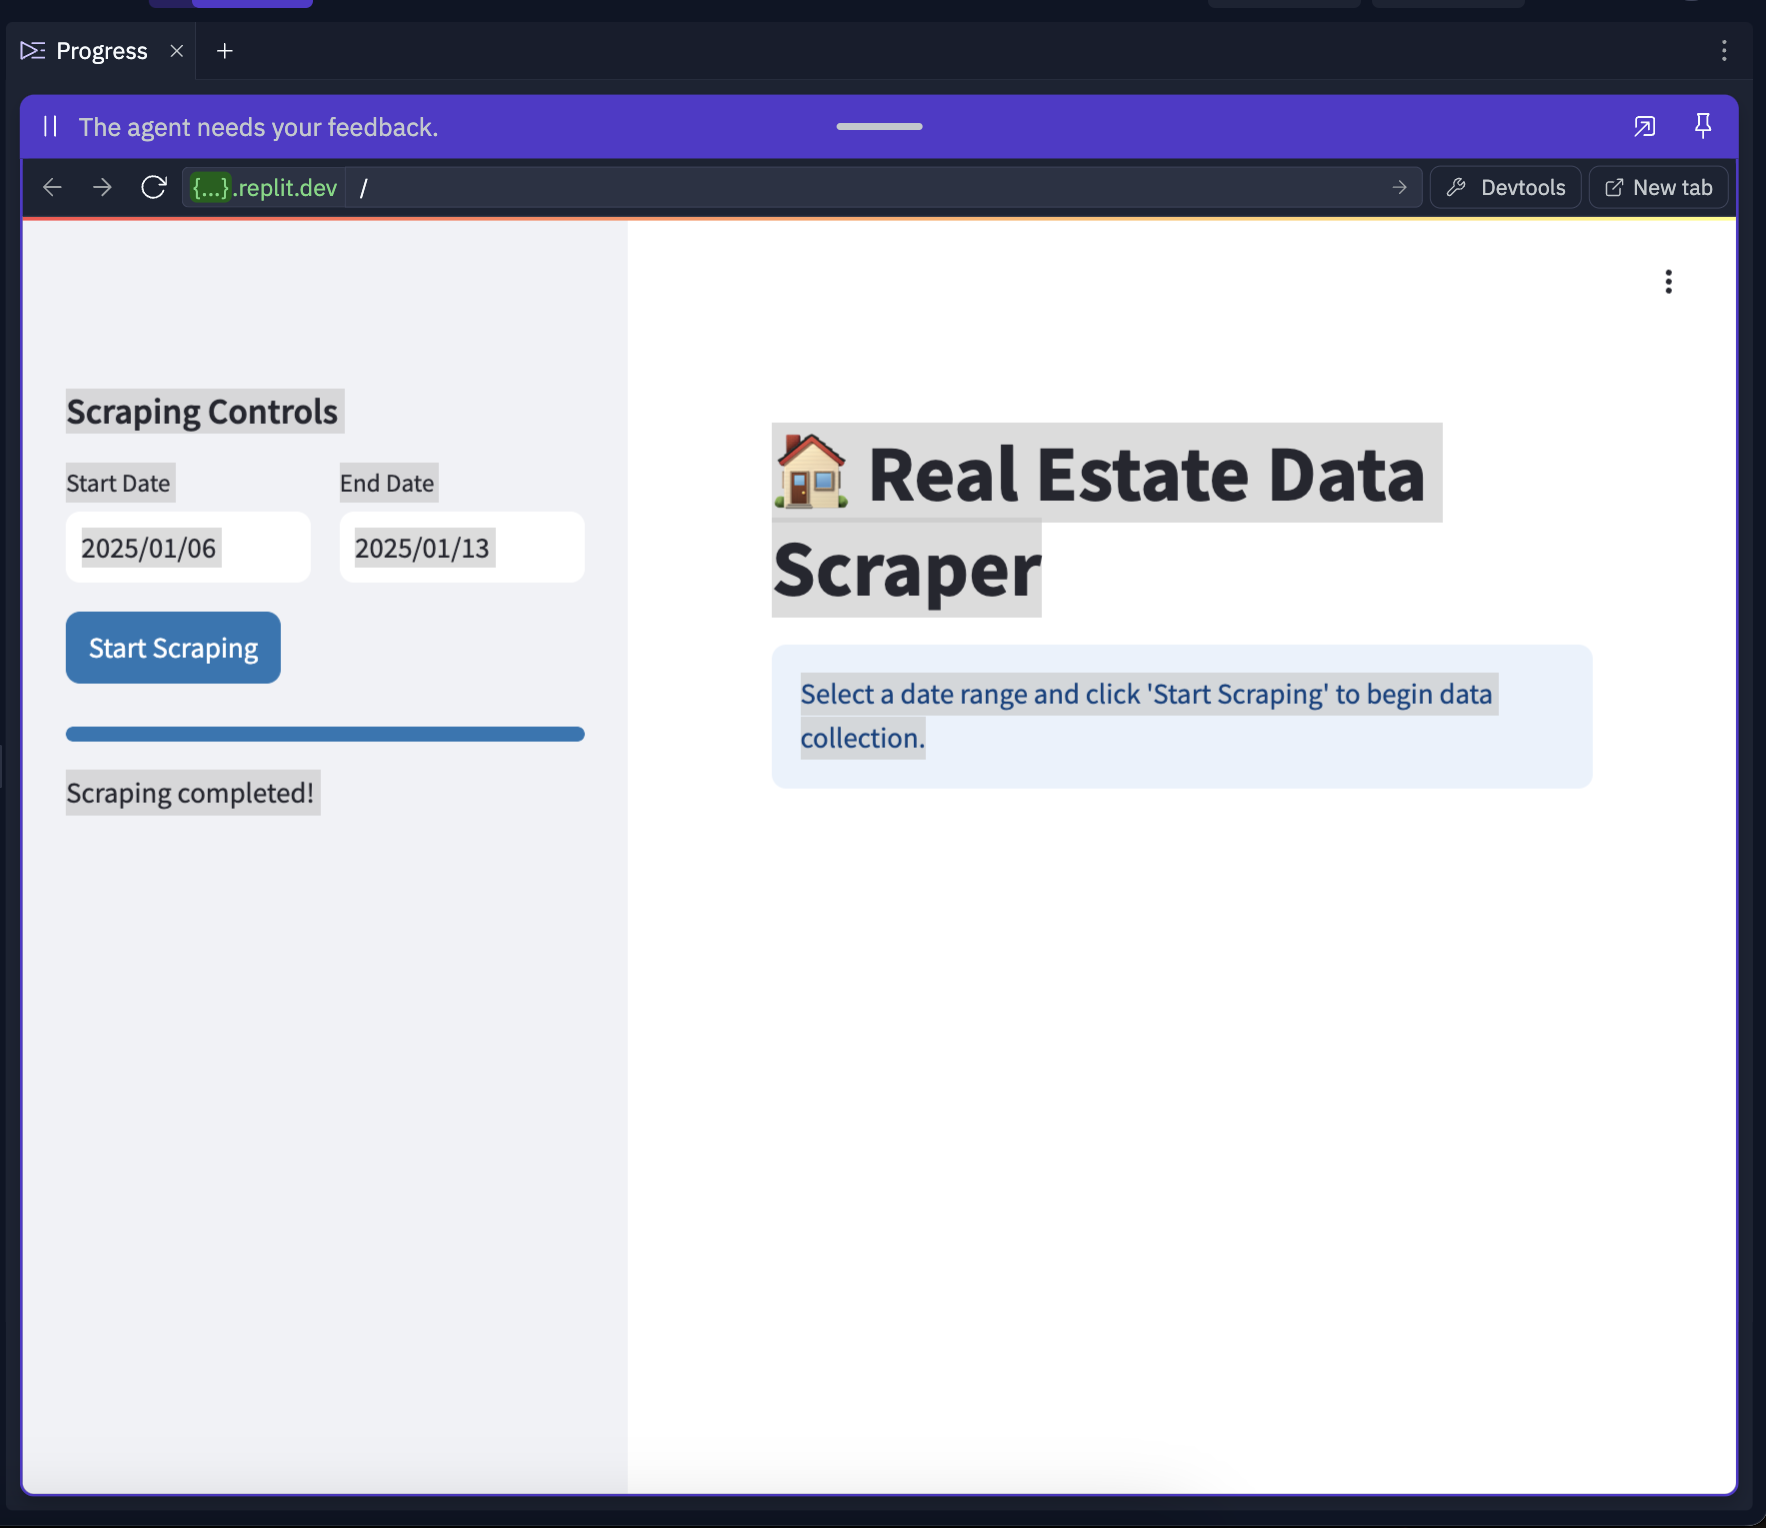 Progress
The agent needs your feedback.
{...}.replit.dev /
Devtools
New tab
Scraping Controls
Start Date
End Date
2025/01/06
2025/01/13
Start Scraping
Scraping completed!
Real Estate Data
Scraper
Select a date range and click 'Start Scraping' to begin data
collection.